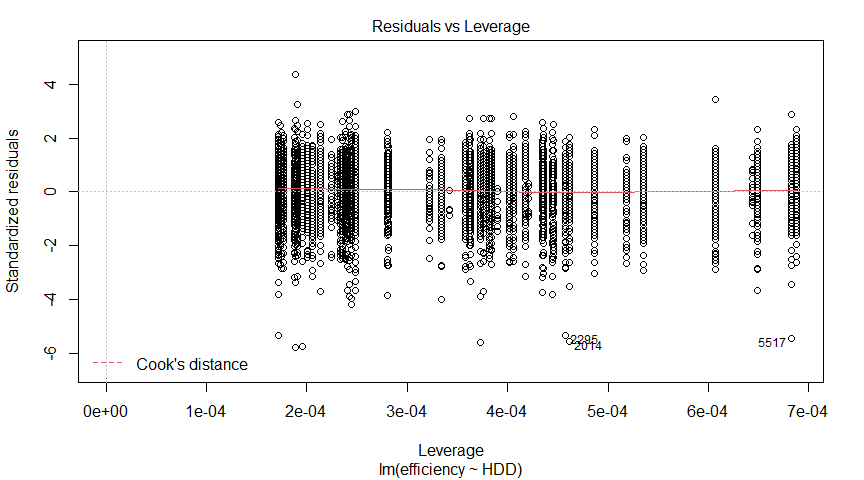 Residuals vs Leverage
Standardized residuals
4
2
0
-2
-4
-6
2295
2014
5517
Cook's distance
0e+00 1e-04 2e-04 3e-04 4e-04 5e-04 6e-04 7e-04
Leverage
lm(efficiency ~ HDD)